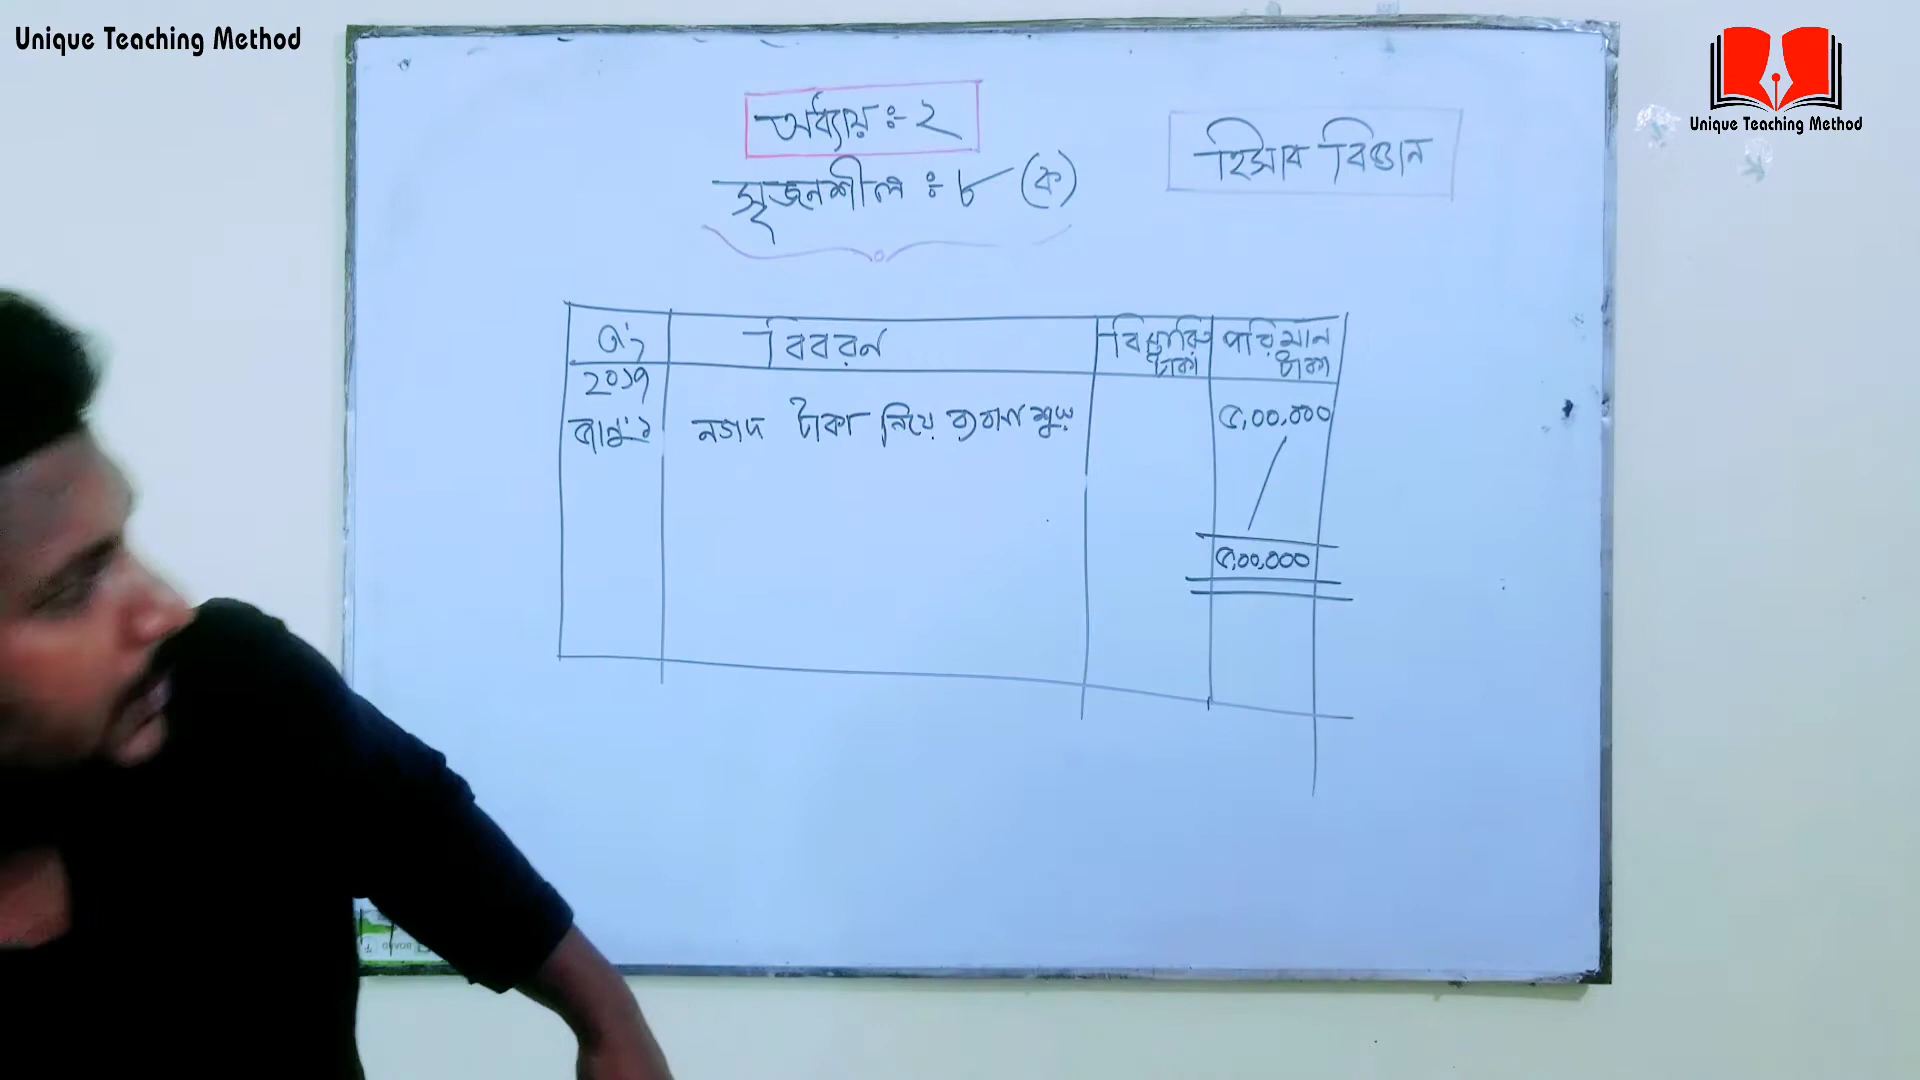 Unique Teaching Method
Unique Teaching Method
অধ্যায় ঃ- ২
হিসাব বিজ্ঞান
সৃজনশীল ঃ ৮ (ক)
তাং
বিবরন
বিস্তারিত টাকা
পরিমান টাকা
২০১৭
জানুঃ ১
নগদ টাকা নিয়ে ব্যবসা শুরু
৫,০০,০০০
৫,০০,০০০